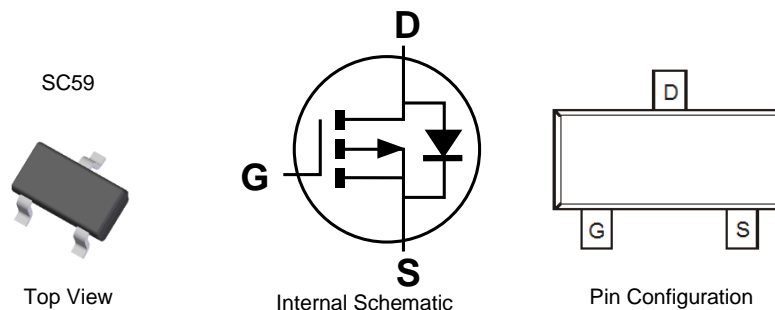 SC59
Top View
D
G
S
Internal Schematic
D
G
S
Pin Configuration